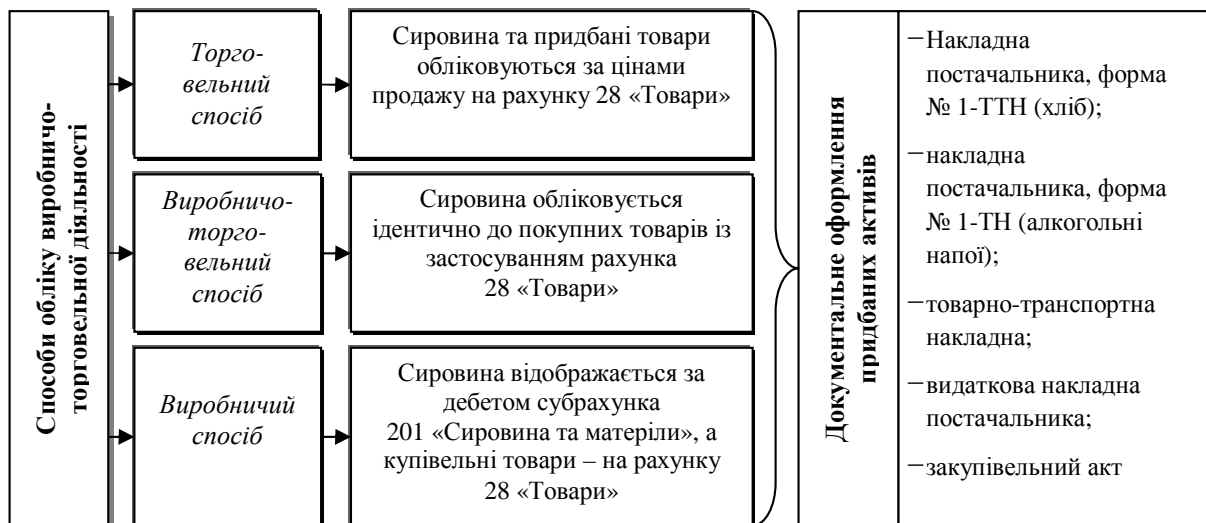 Способи обліку виробничо-
торговельної діяльності
Торго-
вельний
спосіб
Сировина та придбані товари
обліковуються за цінами
продажу на рахунку 28 «Товари»
Виробничо-
торго-
вельний
спосіб
Сировина обліковується
ідентично до покупних товарів із
застосуванням рахунка
28 «Товари»
Виробничий
спосіб
Сировина відображається за
дебетом субрахунка
201 «Сировина та матеріли», а
купівельні товари – на рахунку
28 «Товари»
Документальне оформлення
придбаних активів
– Накладна
постачальника, форма
№ 1-ТТН (хліб);
– накладна
постачальника, форма
№ 1-ТН (алкогольні
напої);
– товарно-транспортна
накладна;
– видаткова накладна
постачальника;
– закупівельний акт